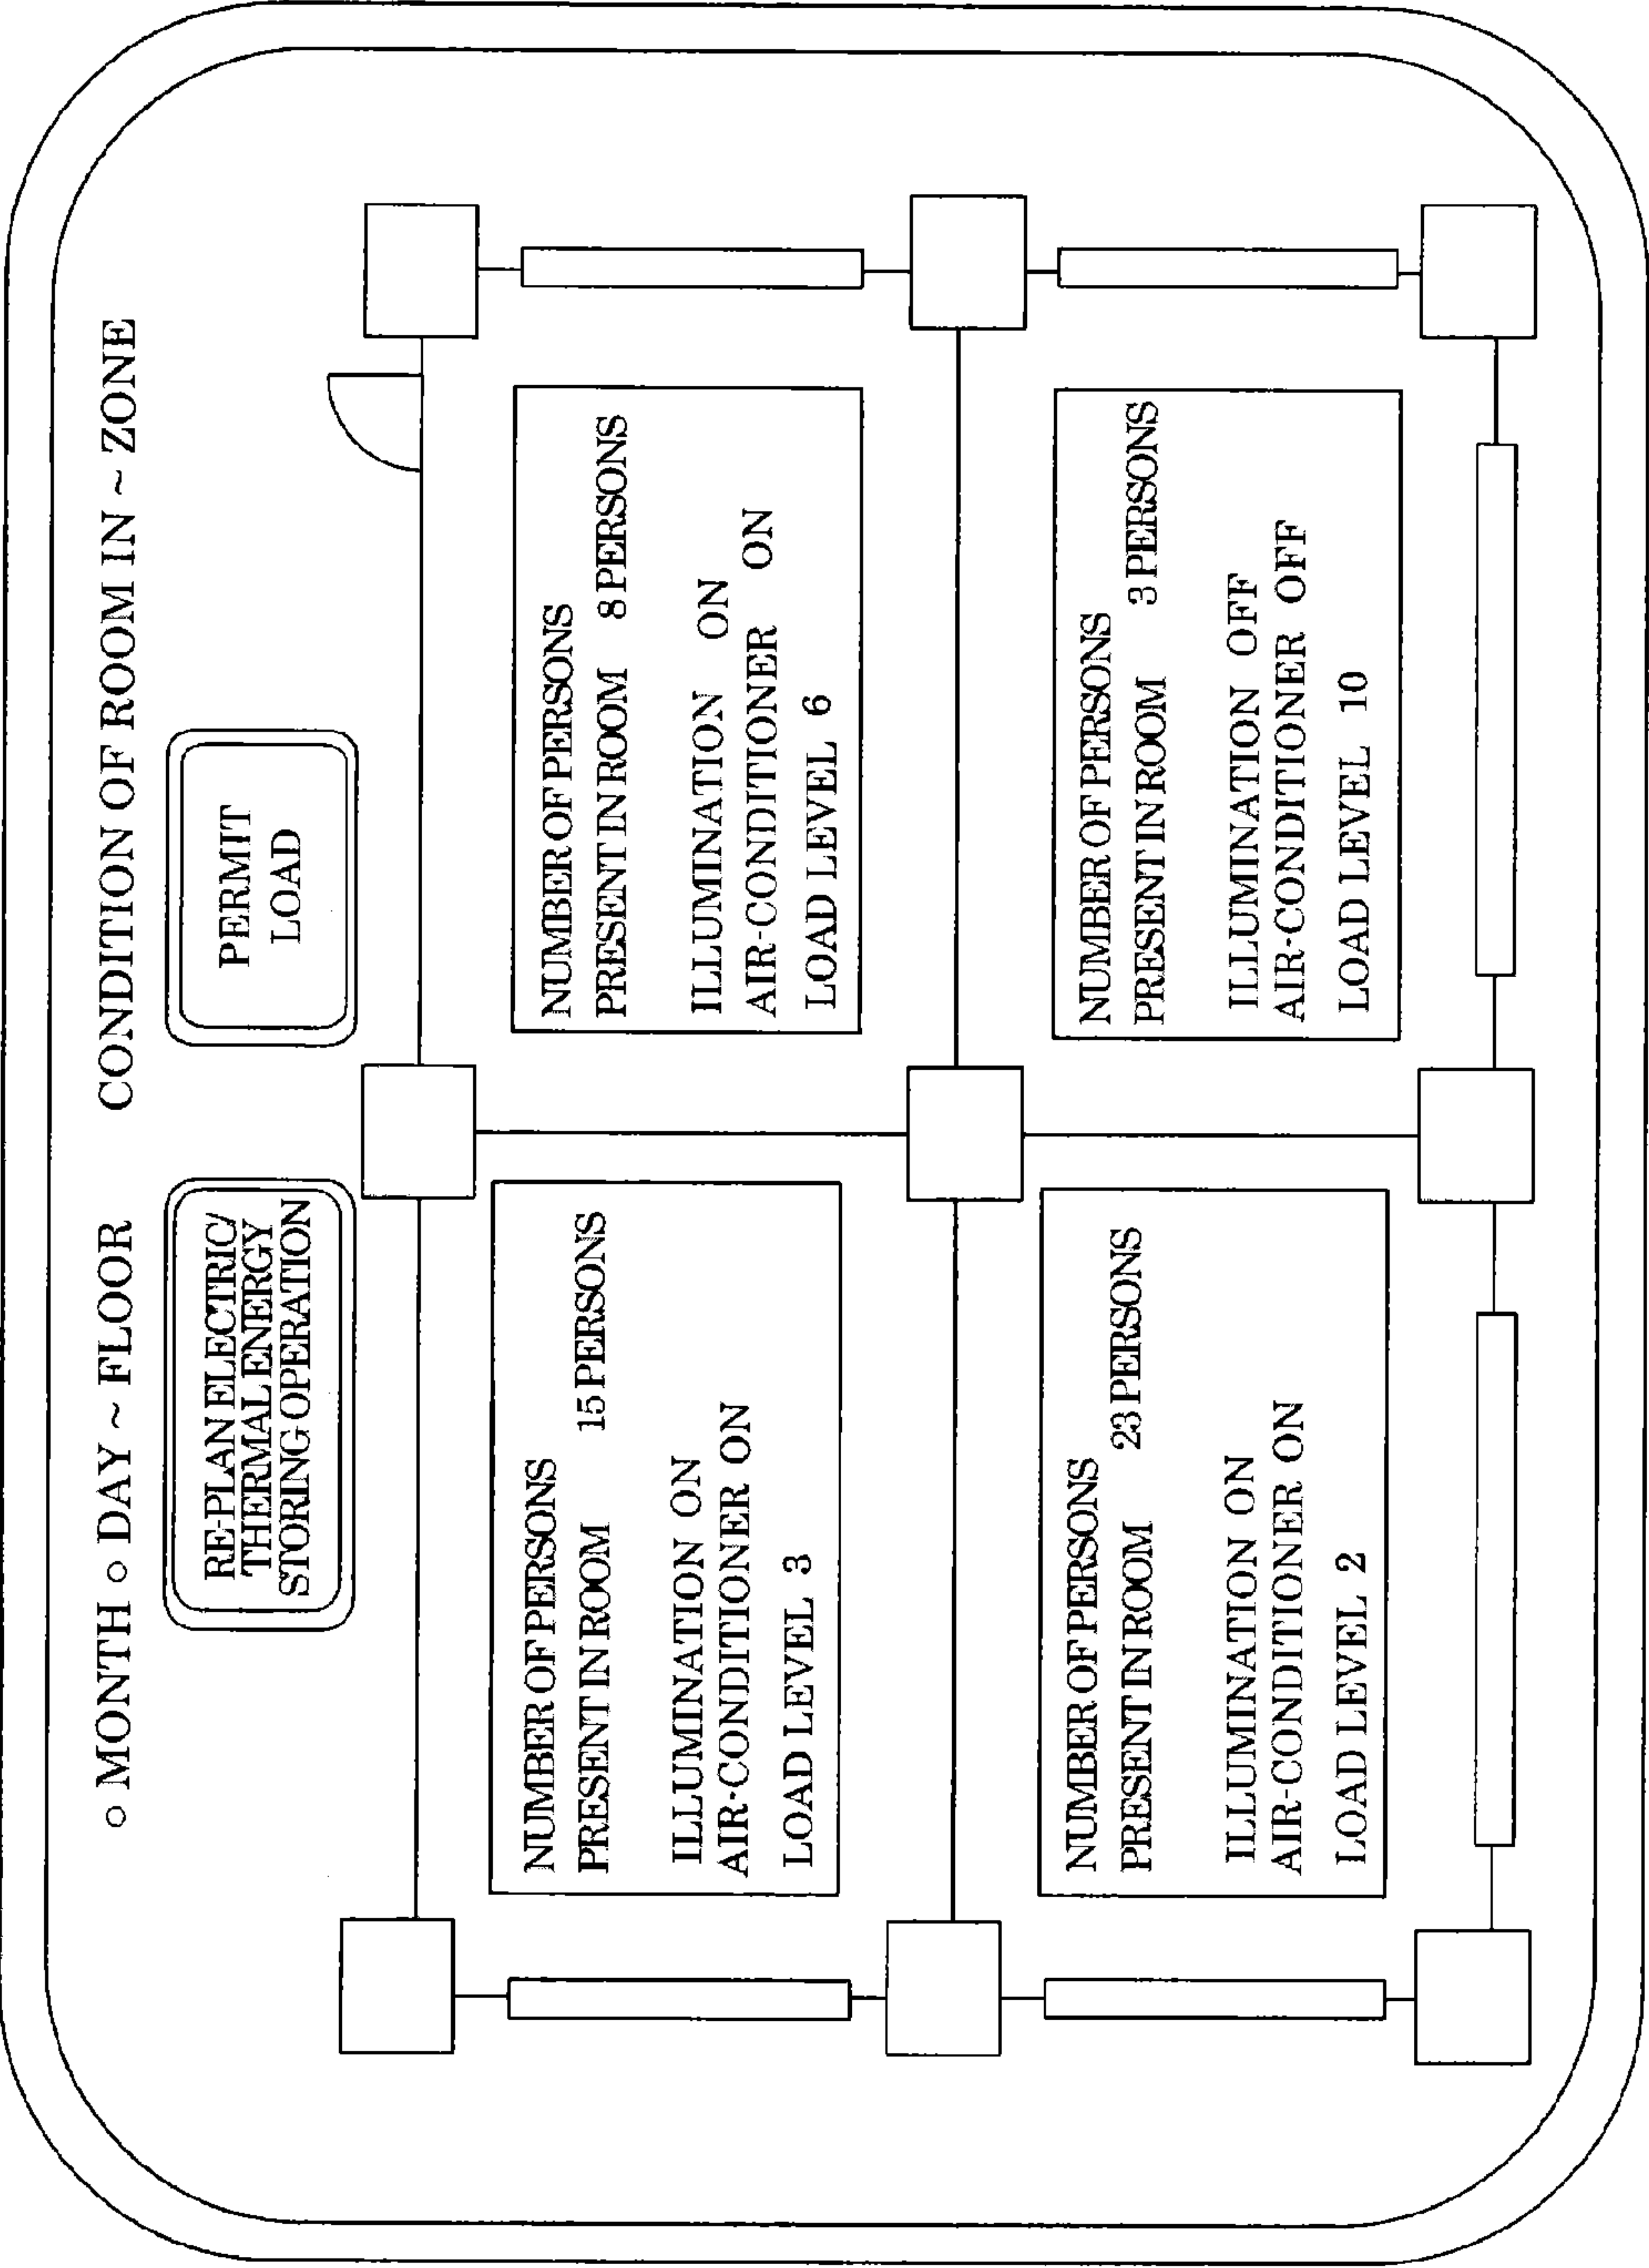 ○ MONTH ○ DAY ~ FLOOR CONDITION OF ROOM IN ~ ZONE
RE-PLAN ELECTRIC/
THERMAL ENERGY
STORING OPERATION
PERMIT
LOAD
NUMBER OF PERSONS
PRESENT IN ROOM 15 PERSONS
ILLUMINATION ON
AIR-CONDITIONER ON
LOAD LEVEL 3
NUMBER OF PERSONS
PRESENT IN ROOM 8 PERSONS
ILLUMINATION ON
AIR-CONDITIONER ON
LOAD LEVEL 6
NUMBER OF PERSONS
PRESENT IN ROOM 23 PERSONS
ILLUMINATION ON
AIR-CONDITIONER ON
LOAD LEVEL 2
NUMBER OF PERSONS
PRESENT IN ROOM 3 PERSONS
ILLUMINATION OFF
AIR-CONDITIONER OFF
LOAD LEVEL 10